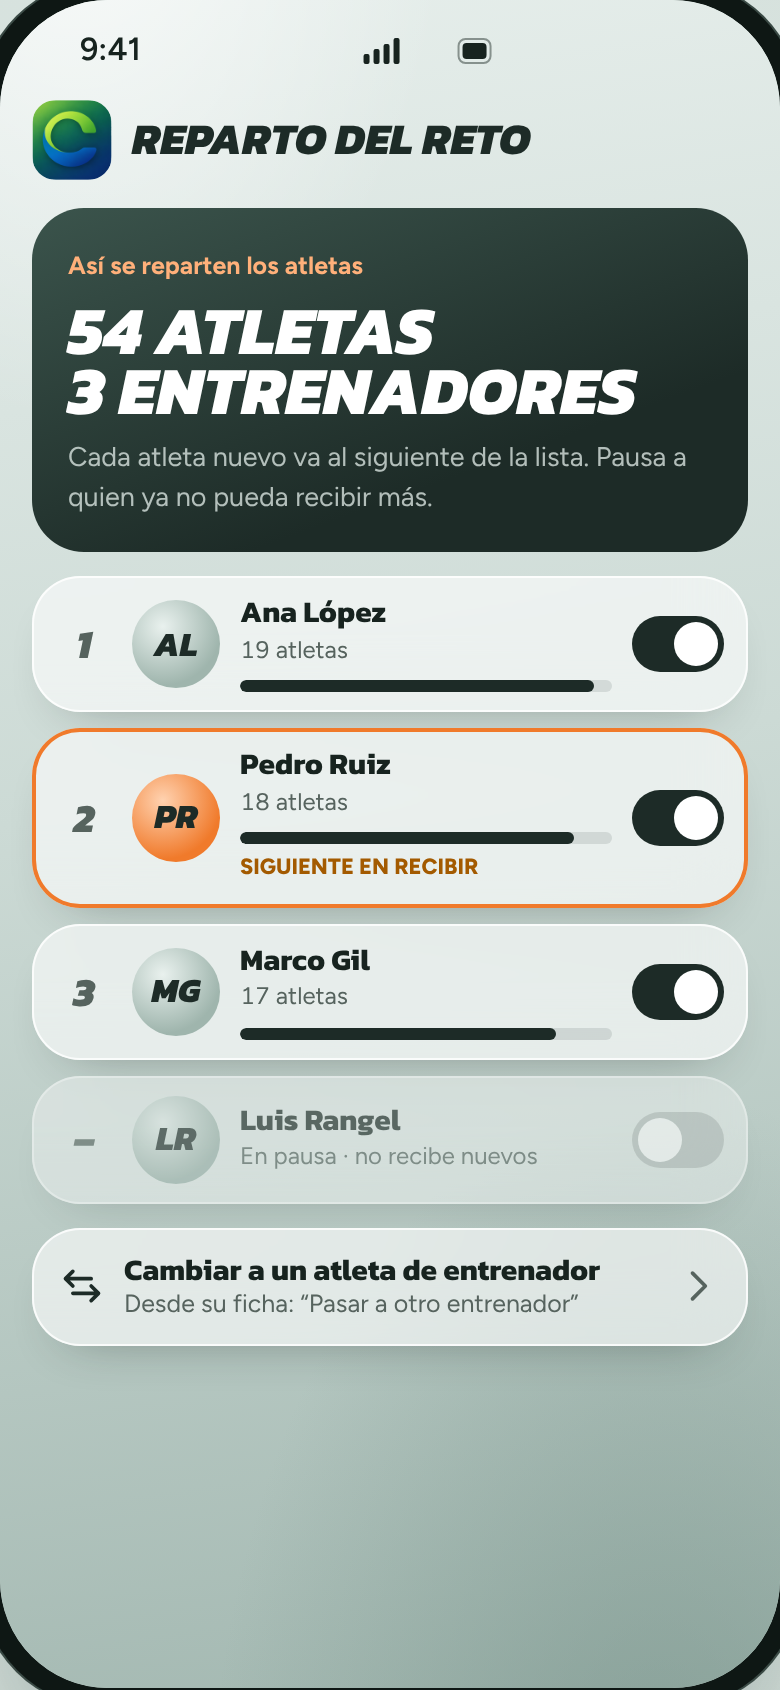 9:41
REPARTO DEL RETO
Así se reparten los atletas
54 ATLETAS
3 ENTRENADORES
Cada atleta nuevo va al siguiente de la lista. Pausa a
quien ya no pueda recibir más.
1
AL
Ana López
19 atletas
2
PR
Pedro Ruiz
18 atletas
SIGUIENTE EN RECIBIR
3
MG
Marco Gil
17 atletas
–
LR
Luis Rangel
En pausa · no recibe nuevos
Cambiar a un atleta de entrenador
Desde su ficha: “Pasar a otro entrenador”